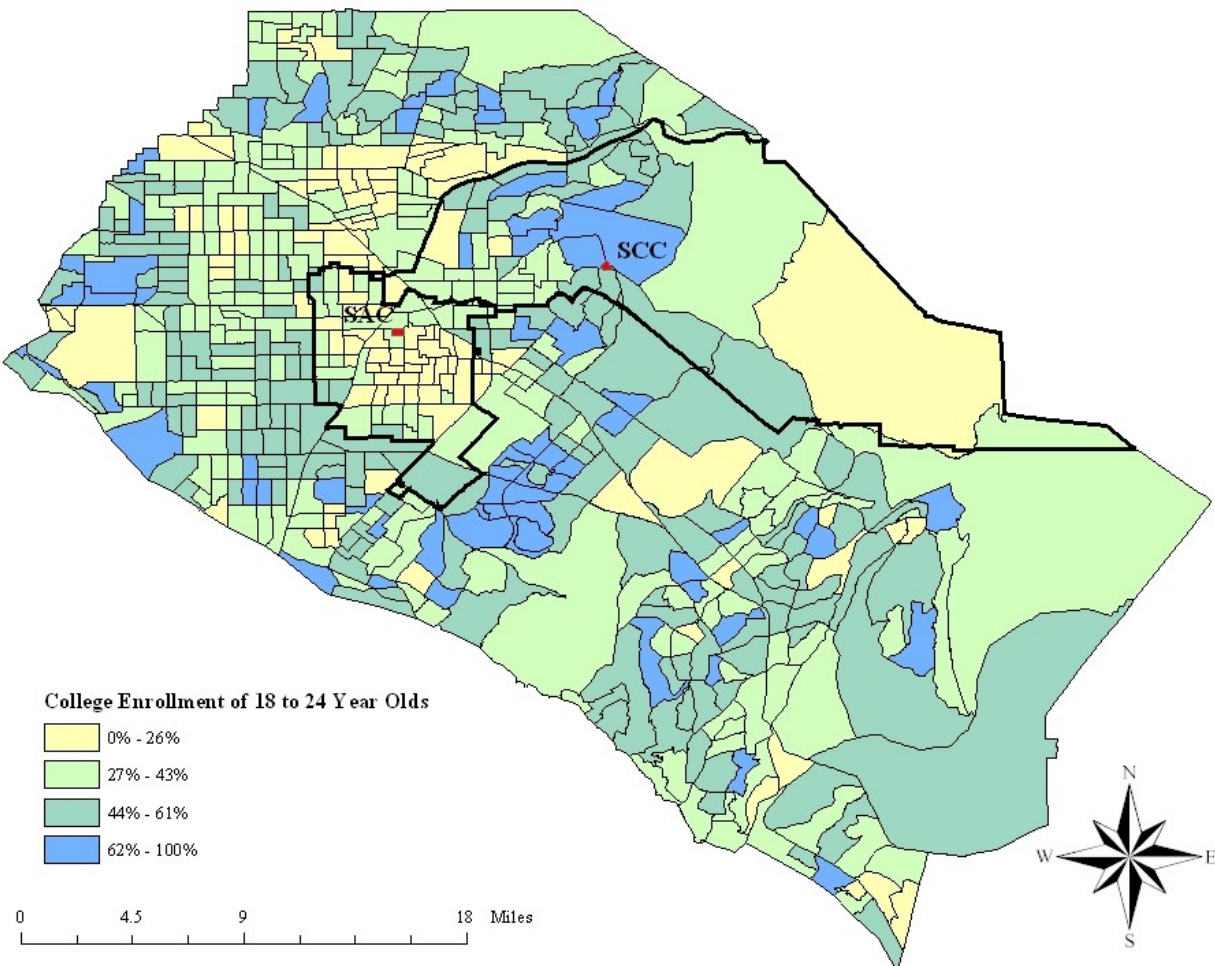 SCC
SAC
College Enrollment of 18 to 24 Year Olds
0% - 26%
27% - 43%
44% - 61%
62% - 100%
0 4.5 9 18 Miles
N
W E
S